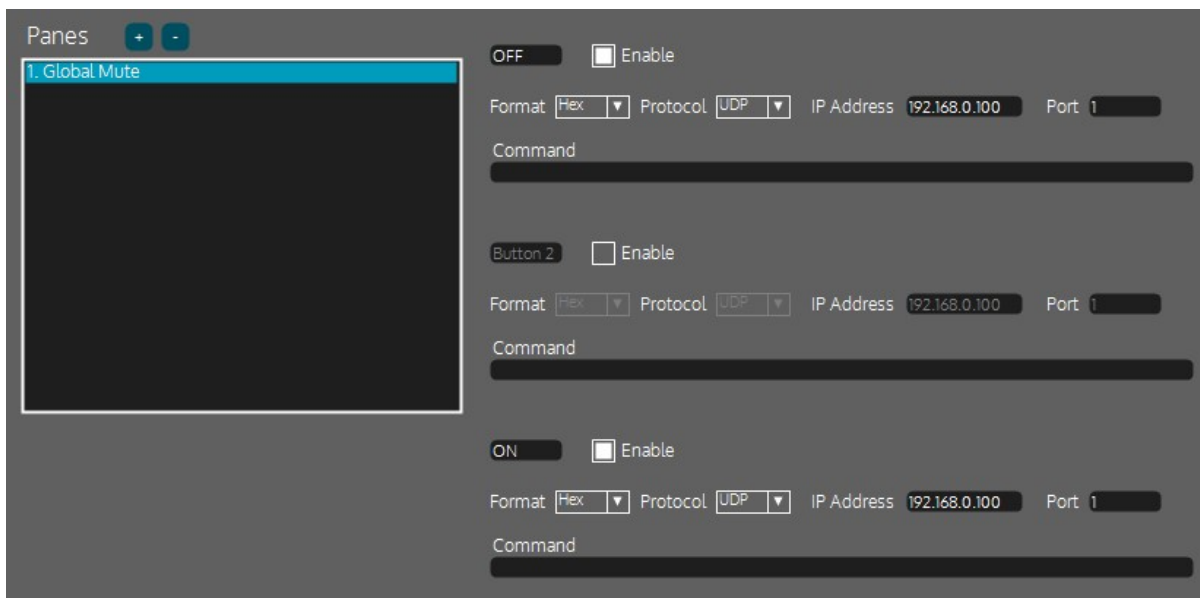 Panes + -
1. Global Mute
OFF Enable
Format Hex Protocol UDP IP Address 192.168.0.100 Port 1
Command
Button 2 Enable
Format Hex Protocol UDP IP Address 192.168.0.100 Port 1
Command
ON Enable
Format Hex Protocol UDP IP Address 192.168.0.100 Port 1
Command